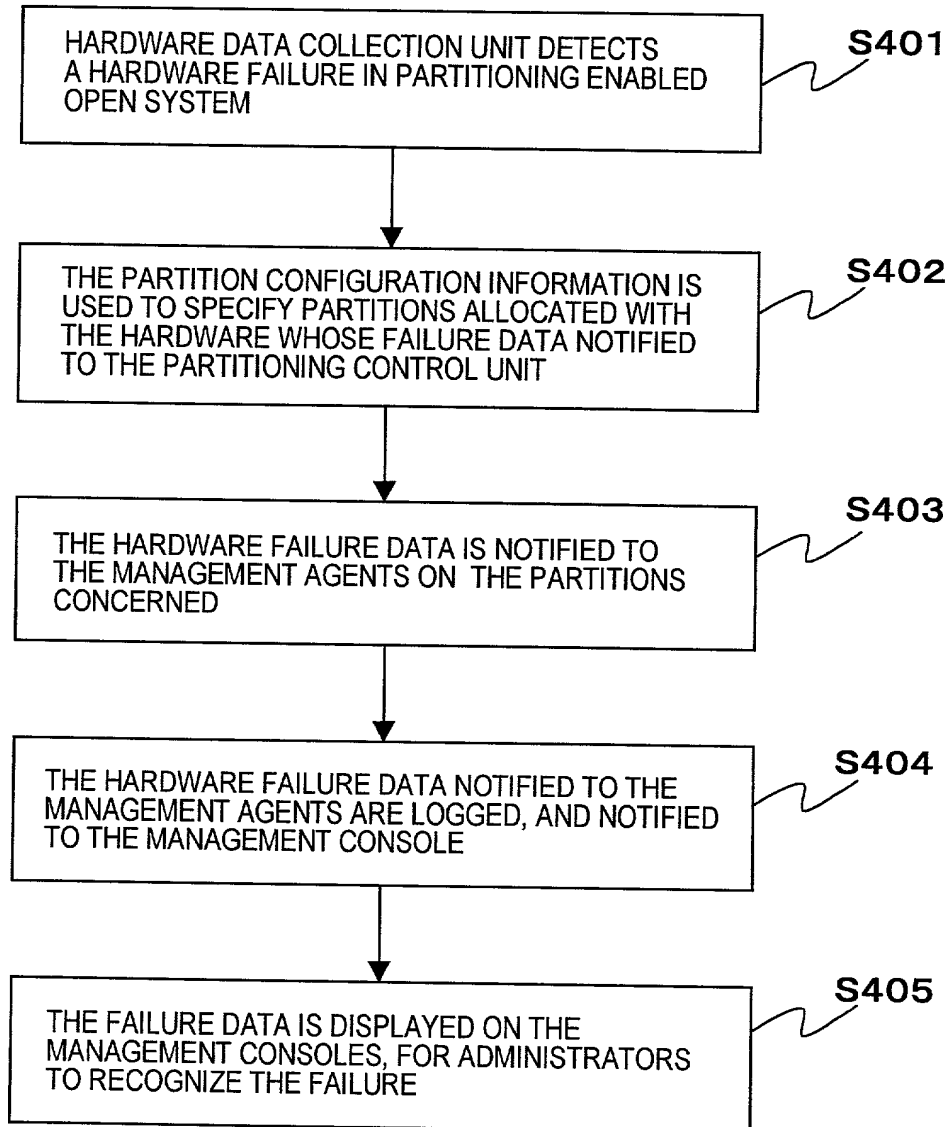 HARDWARE DATA COLLECTION UNIT DETECTS
A HARDWARE FAILURE IN PARTITIONING ENABLED
OPEN SYSTEM
S401
THE PARTITION CONFIGURATION INFORMATION IS
USED TO SPECIFY PARTITIONS ALLOCATED WITH
THE HARDWARE WHOSE FAILURE DATA NOTIFIED
TO THE PARTITIONING CONTROL UNIT
S402
THE HARDWARE FAILURE DATA IS NOTIFIED TO
THE MANAGEMENT AGENTS ON THE PARTITIONS
CONCERNED
S403
THE HARDWARE FAILURE DATA NOTIFIED TO THE
MANAGEMENT AGENTS ARE LOGGED, AND NOTIFIED
TO THE MANAGEMENT CONSOLE
S404
THE FAILURE DATA IS DISPLAYED ON THE
MANAGEMENT CONSOLES, FOR ADMINISTRATORS
TO RECOGNIZE THE FAILURE
S405